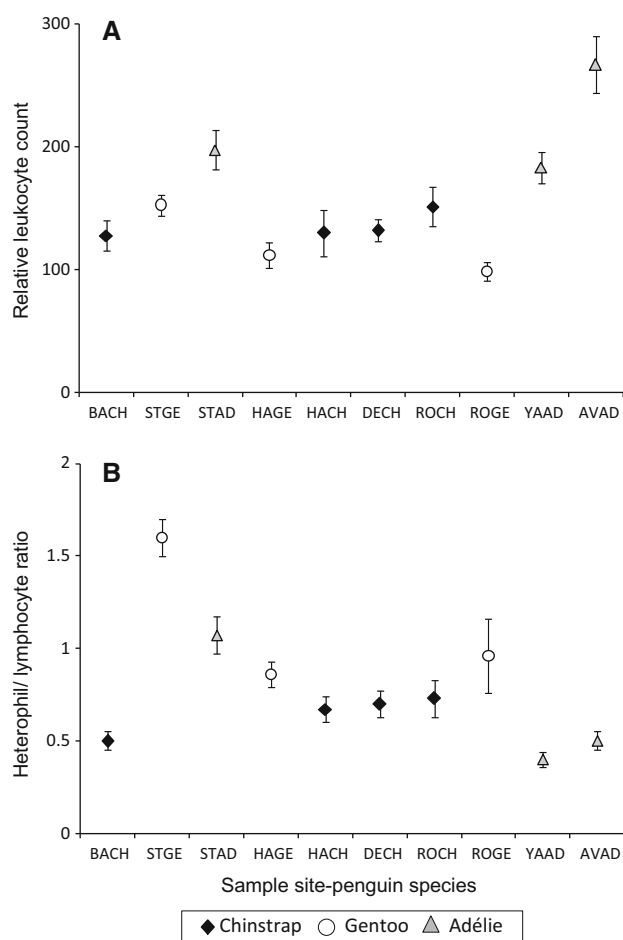 A
Relative leukocyte count
300
200
100
0
BACH STGE STAD HAGE HACH DECH ROCH ROGE YAAD AVAD
B
Heterophil/ lymphocyte ratio
2
1.5
1
0.5
0
BACH STGE STAD HAGE HACH DECH ROCH ROGE YAAD AVAD
Sample site-penguin species
Chinstrap Gentoo Adélie